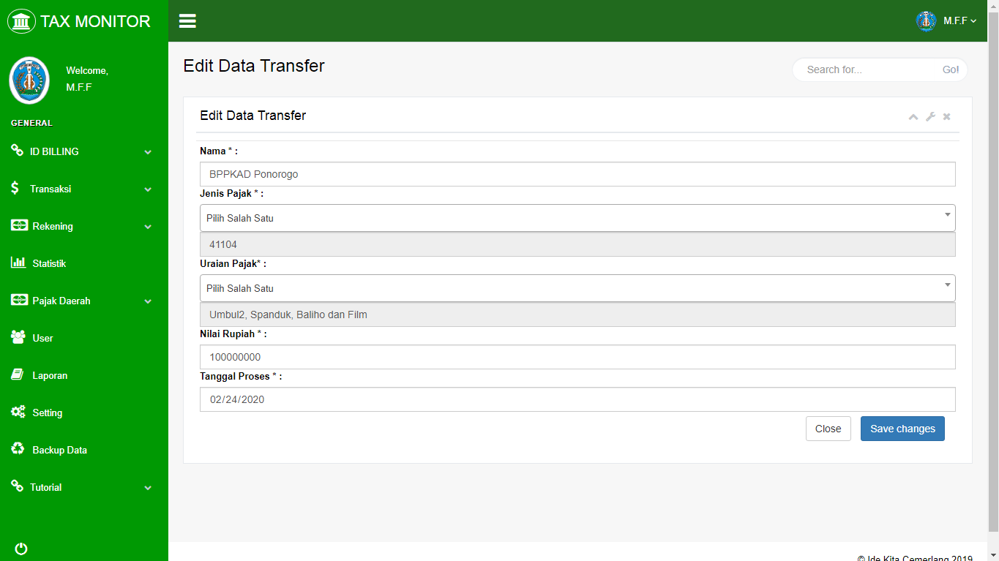 TAX MONITOR
M.F.F
Welcome,
M.F.F
GENERAL
ID BILLING
Transaksi
Rekening
Statistik
Pajak Daerah
User
Laporan
Setting
Backup Data
Tutorial
Edit Data Transfer
Search for... Go!
Edit Data Transfer
Nama * :
BPPKAD Ponorogo
Jenis Pajak * :
Pilih Salah Satu
41104
Uraian Pajak* :
Pilih Salah Satu
Umbul2, Spanduk, Baliho dan Film
Nilai Rupiah * :
100000000
Tanggal Proses * :
02/24/2020
Close Save changes
© Ide Kita Cemerlang 2019